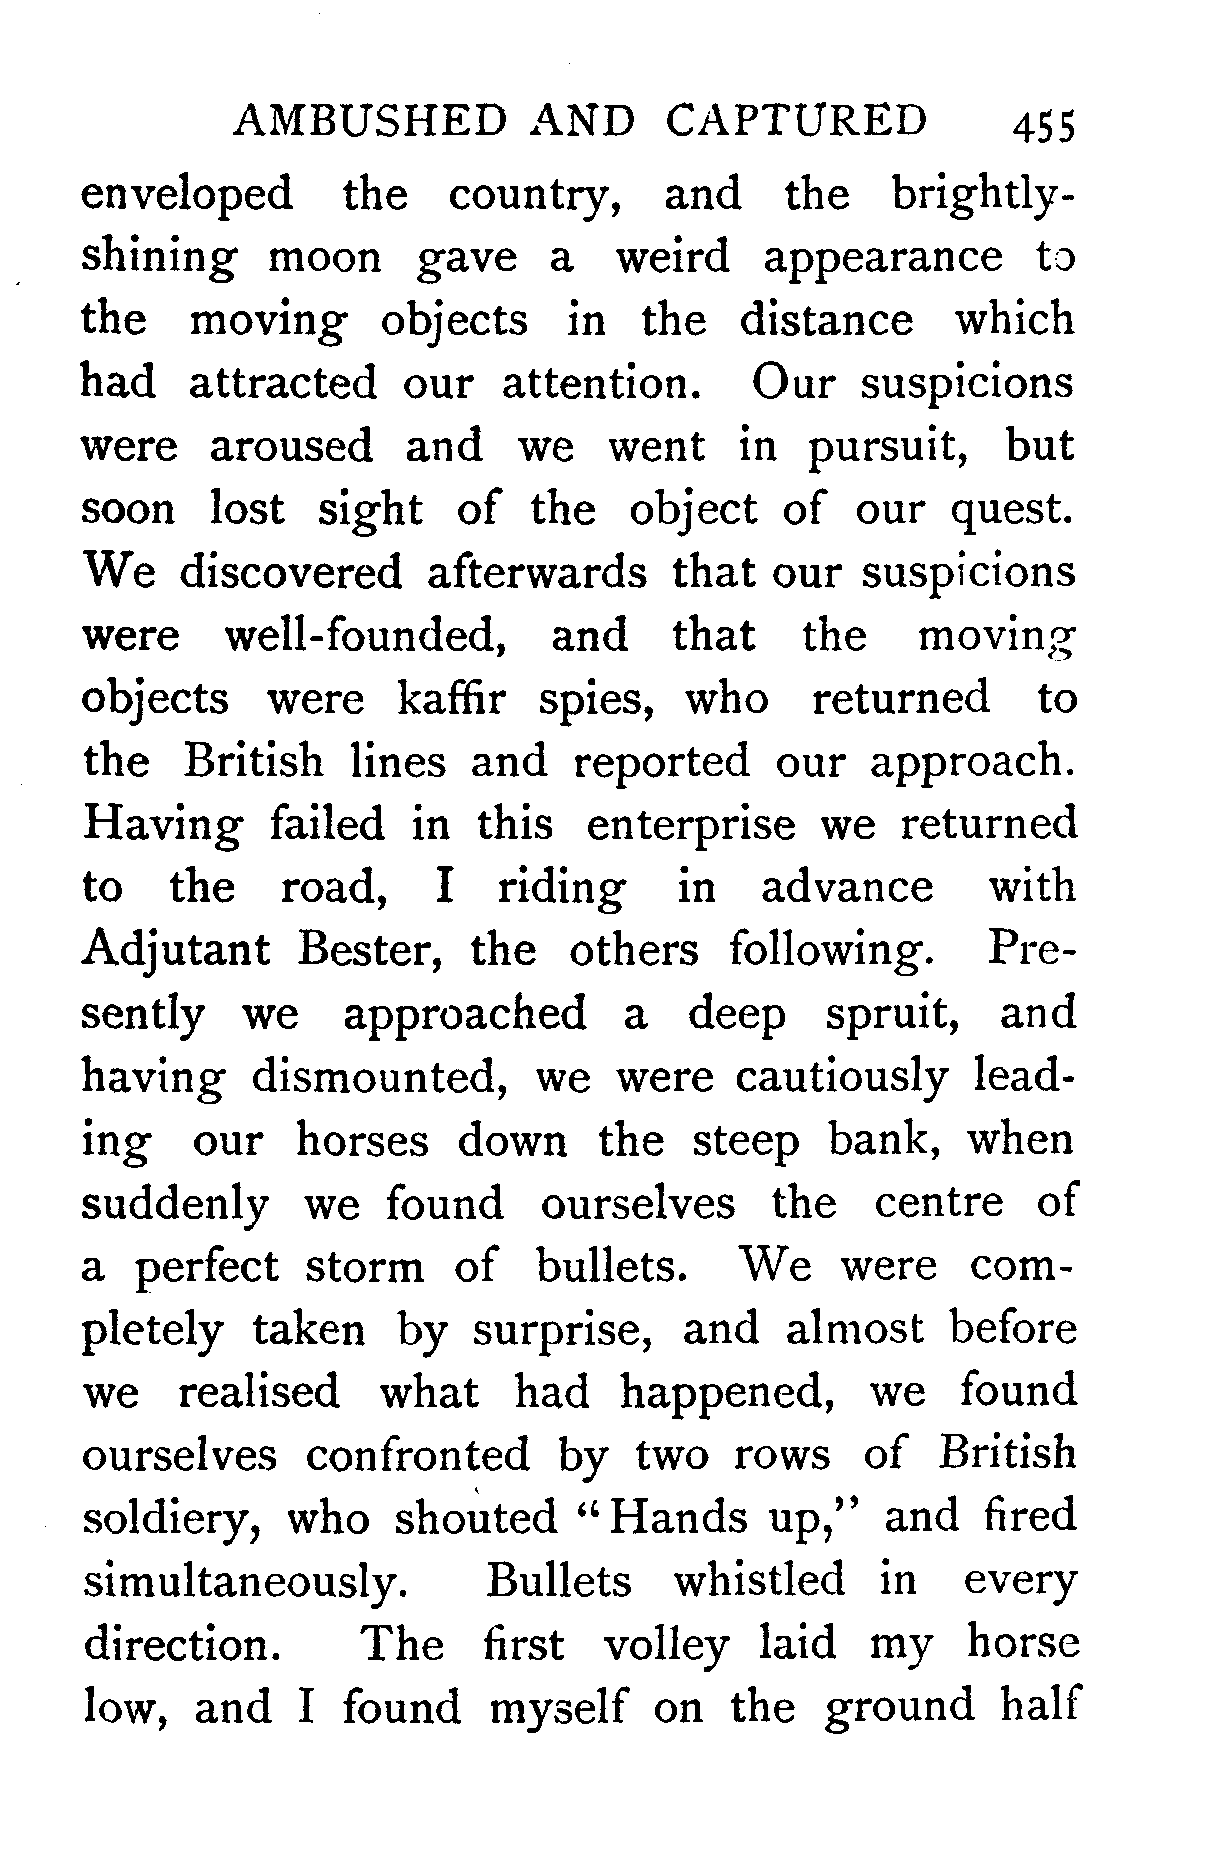 AMBUSHED AND CAPTURED 455
enveloped the country, and the brightly-
shining moon gave a weird appearance to
the moving objects in the distance which
had attracted our attention. Our suspicions
were aroused and we went in pursuit, but
soon lost sight of the object of our quest.
We discovered afterwards that our suspicions
were well-founded, and that the moving
objects were kaffir spies, who returned to
the British lines and reported our approach.
Having failed in this enterprise we returned
to the road, I riding in advance with
Adjutant Bester, the others following. Pre-
sently we approached a deep spruit, and
having dismounted, we were cautiously lead-
ing our horses down the steep bank, when
suddenly we found ourselves the centre of
a perfect storm of bullets. We were com-
pletely taken by surprise, and almost before
we realised what had happened, we found
ourselves confronted by two rows of British
soldiery, who shouted “Hands up,” and fired
simultaneously. Bullets whistled in every
direction. The first volley laid my horse
low, and I found myself on the ground half